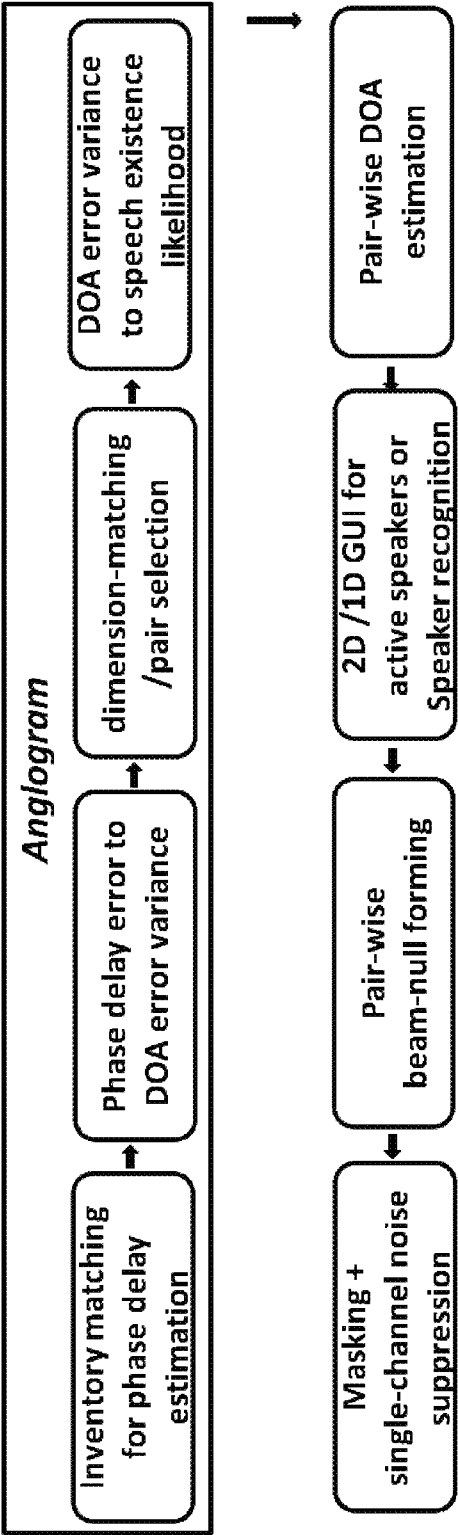 Anglogram
Inventory matching
for phase delay
estimation
Phase delay error to
DOA error variance
dimension-matching
/pair selection
DOA error variance
to speech existence
likelihood
Pair-wise DOA
estimation
2D /1D GUI for
active speakers or
Speaker recognition
Pair-wise
beam-null forming
Masking +
single-channel noise
suppression